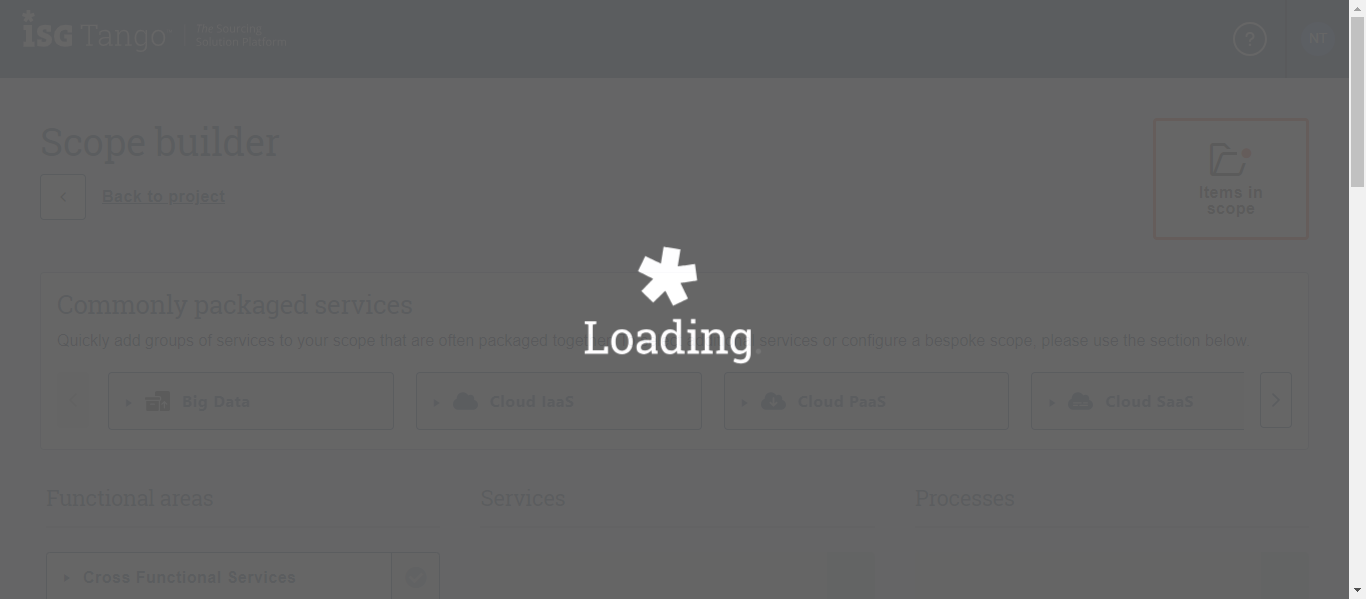 isG Tango
The Sourcing
Solution Platform
?
NT
Scope builder
Back to project
Items in
scope
Loading.
Commonly packaged services
Quickly add groups of services to your scope that are often packaged services or configure a bespoke scope, please use the section below
Big Data
Cloud IaaS
Cloud PaaS
Cloud SaaS
Functional areas
Services
Processes
Cross Functional Services